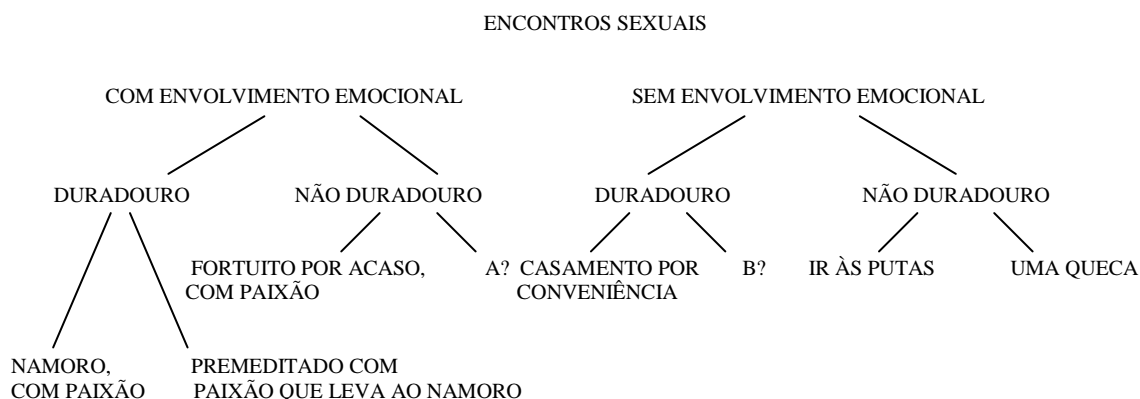 ENCONTROS SEXUAIS
COM ENVOLVIMENTO EMOCIONAL
SEM ENVOLVIMENTO EMOCIONAL
DURADOURO
NÃO DURADOURO
DURADOURO
NÃO DURADOURO
FORTUITO POR ACASO,
COM PAIXÃO
A?
CASAMENTO POR
CONVENIÊNCIA
B?
IR ÀS PUTAS
UMA QUECA
NAMORO,
COM PAIXÃO
PREMEDITADO COM
PAIXÃO QUE LEVA AO NAMORO